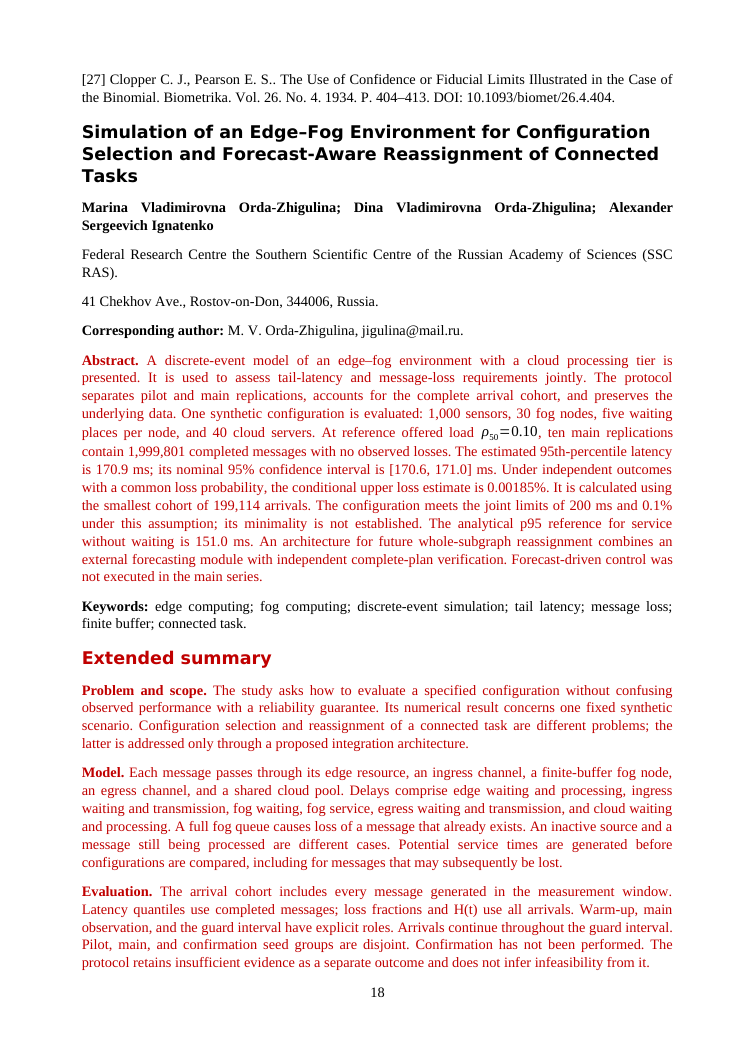 [27] Clopper C. J., Pearson E. S.. The Use of Confidence or Fiducial Limits Illustrated in the Case of
the Binomial. Biometrika. Vol. 26. No. 4. 1934. P. 404–413. DOI: 10.1093/biomet/26.4.404.
Simulation of an Edge–Fog Environment for Configuration
Selection and Forecast-Aware Reassignment of Connected
Tasks
Marina Vladimirovna Orda-Zhigulina; Dina Vladimirovna Orda-Zhigulina; Alexander
Sergeevich Ignatenko
Federal Research Centre the Southern Scientific Centre of the Russian Academy of Sciences (SSC
RAS).
41 Chekhov Ave., Rostov-on-Don, 344006, Russia.
Corresponding author: M. V. Orda-Zhigulina, jigulina@mail.ru.
Abstract. A discrete-event model of an edge–fog environment with a cloud processing tier is
presented. It is used to assess tail-latency and message-loss requirements jointly. The protocol
separates pilot and main replications, accounts for the complete arrival cohort, and preserves the
underlying data. One synthetic configuration is evaluated: 1,000 sensors, 30 fog nodes, five waiting
places per node, and 40 cloud servers. At reference offered load ρ₅₀=0.10, ten main replications
contain 1,999,801 completed messages with no observed losses. The estimated 95th-percentile latency
is 170.9 ms; its nominal 95% confidence interval is [170.6, 171.0] ms. Under independent outcomes
with a common loss probability, the conditional upper loss estimate is 0.00185%. It is calculated using
the smallest cohort of 199,114 arrivals. The configuration meets the joint limits of 200 ms and 0.1%
under this assumption; its minimality is not established. The analytical p95 reference for service
without waiting is 151.0 ms. An architecture for future whole-subgraph reassignment combines an
external forecasting module with independent complete-plan verification. Forecast-driven control was
not executed in the main series.
Keywords: edge computing; fog computing; discrete-event simulation; tail latency; message loss;
finite buffer; connected task.
Extended summary
Problem and scope. The study asks how to evaluate a specified configuration without confusing
observed performance with a reliability guarantee. Its numerical result concerns one fixed synthetic
scenario. Configuration selection and reassignment of a connected task are different problems; the
latter is addressed only through a proposed integration architecture.
Model. Each message passes through its edge resource, an ingress channel, a finite-buffer fog node,
an egress channel, and a shared cloud pool. Delays comprise edge waiting and processing, ingress
waiting and transmission, fog waiting, fog service, egress waiting and transmission, and cloud waiting
and processing. A full fog queue causes loss of a message that already exists. An inactive source and a
message still being processed are different cases. Potential service times are generated before
configurations are compared, including for messages that may subsequently be lost.
Evaluation. The arrival cohort includes every message generated in the measurement window.
Latency quantiles use completed messages; loss fractions and H(t) use all arrivals. Warm-up, main
observation, and the guard interval have explicit roles. Arrivals continue throughout the guard interval.
Pilot, main, and confirmation seed groups are disjoint. Confirmation has not been performed. The
protocol retains insufficient evidence as a separate outcome and does not infer infeasibility from it.
18